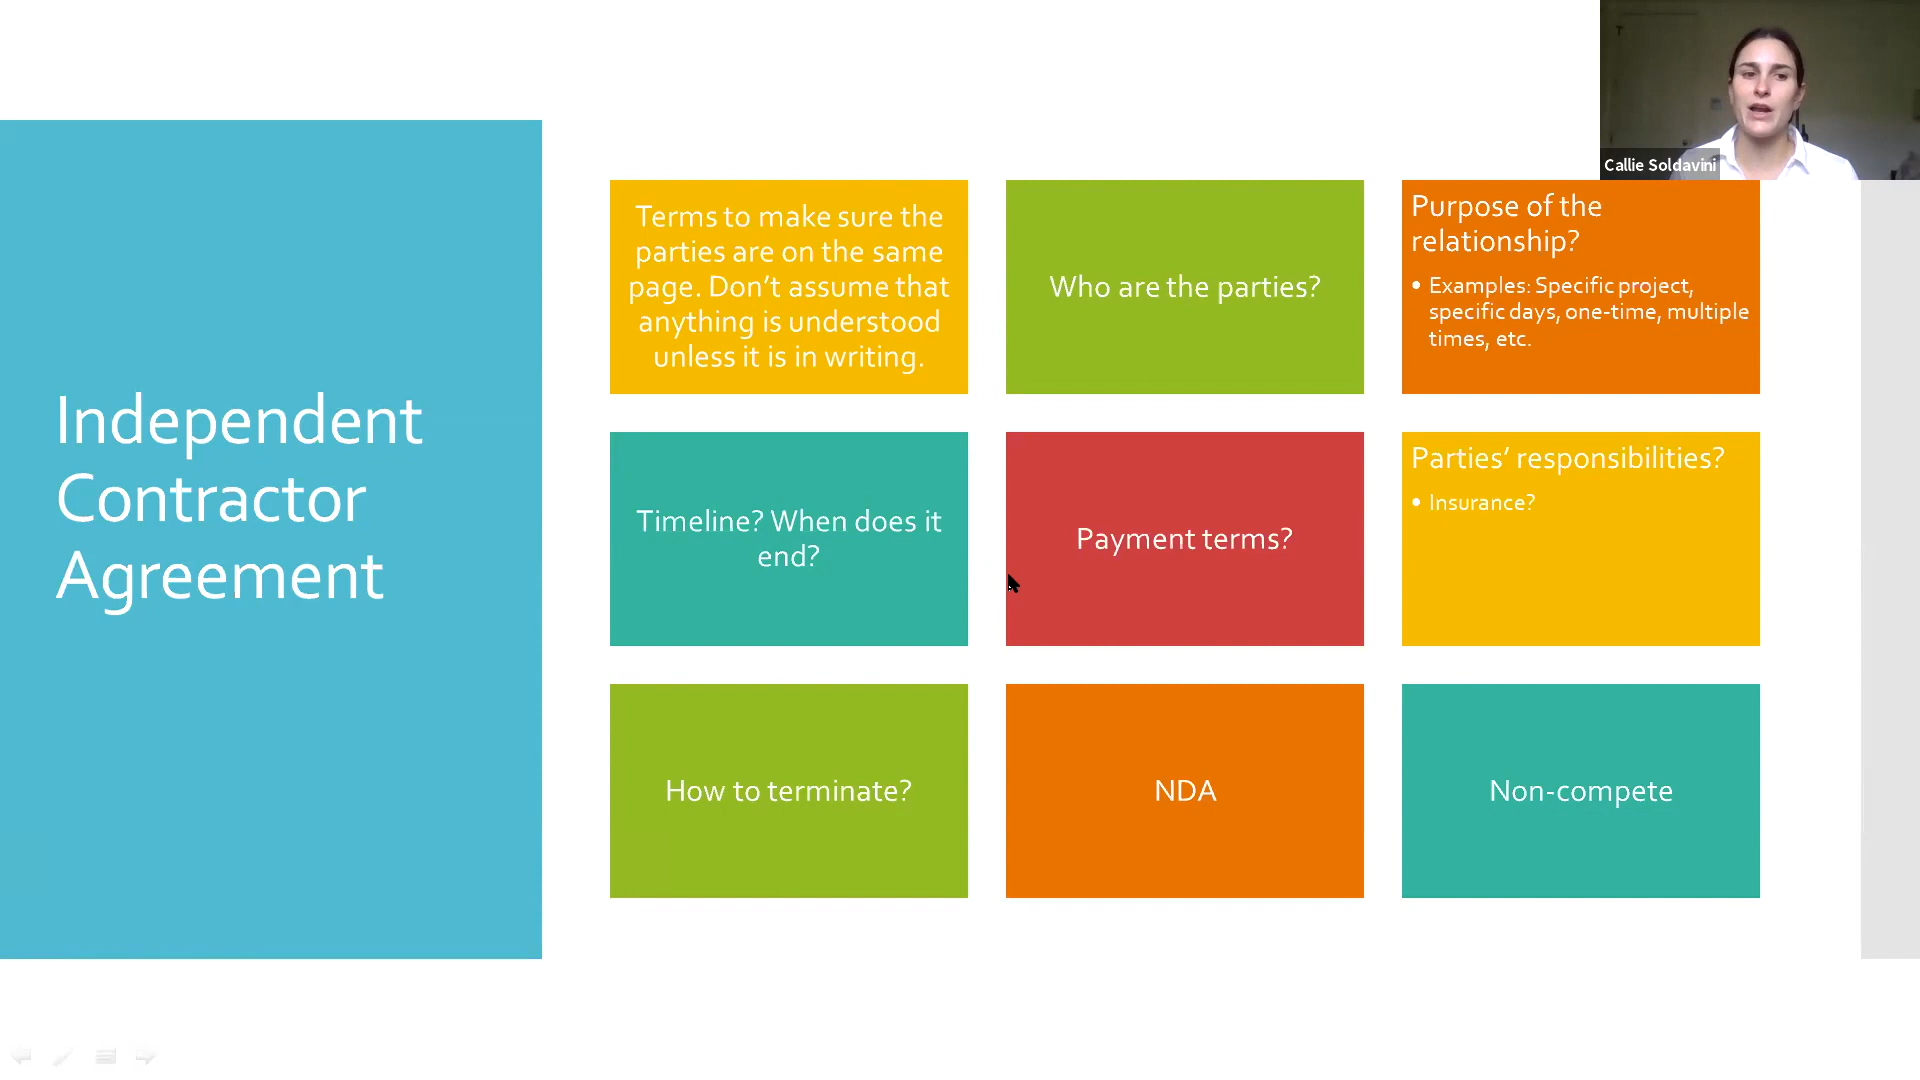 Callie Soldavini
Independent
Contractor
Agreement
Terms to make sure the
parties are on the same
page. Don’t assume that
anything is understood
unless it is in writing.
Who are the parties?
Purpose of the
relationship?
• Examples: Specific project,
specific days, one-time, multiple
times, etc.
Timeline? When does it
end?
Payment terms?
Parties’ responsibilities?
• Insurance?
How to terminate?
NDA
Non-compete